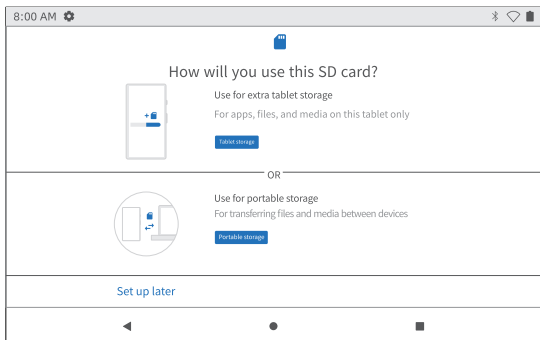 8:00 AM
How will you use this SD card?
Use for extra tablet storage
For apps, files, and media on this tablet only
Tablet storage
OR
Use for portable storage
For transferring files and media between devices
Portable storage
Set up later